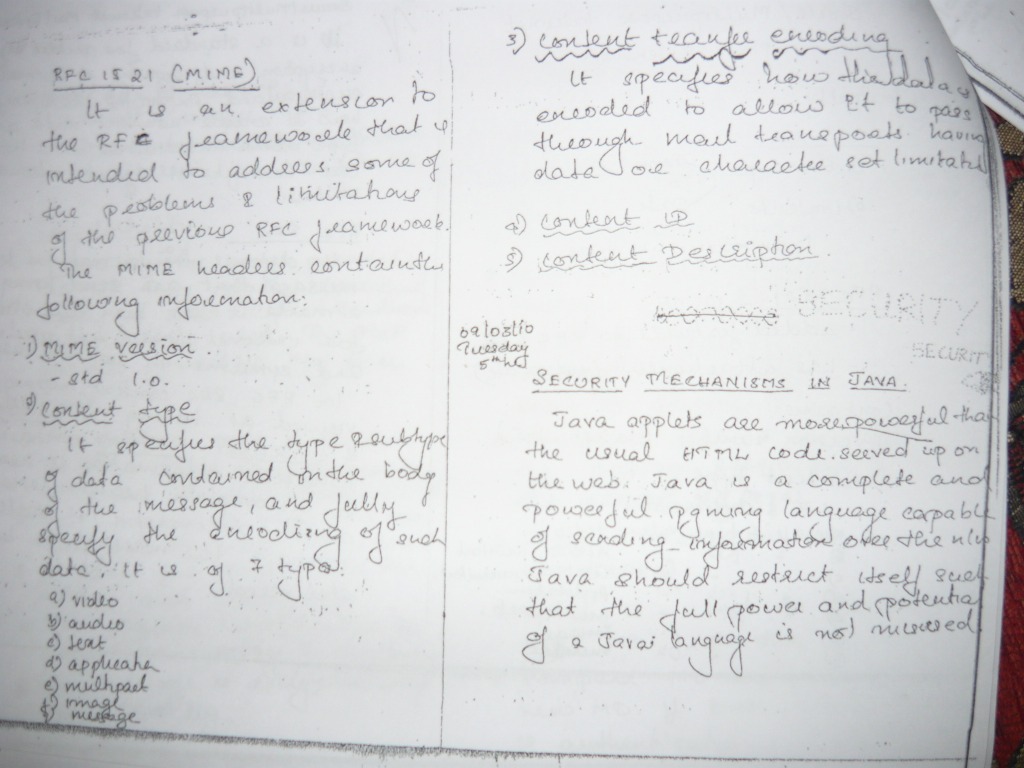 RFC 1521 (MIME)
It is an extension to
the RFC framework that is
intended to address some of
the problems & limitations
of the previous RFC framework.
The MIME headers contain the
following information:
1) MIME version
- std 1.0.
2) Content type
It specifies the type & subtype
of data contained in the body
of the message, and fully
specify the encoding of such
data. It is of 7 types.
a) video
b) audio
c) text
d) application
e) multipart
f) image
g) message
3) Content transfer encoding
It specifies how the data is
encoded to allow it to pass
through mail transports having
data or character set limitations
4) Content ID
5) Content Description
SECURITY
SECURITY
09/03/10
Tuesday
5th hr
SECURITY MECHANISMS IN JAVA.
Java applets are more powerful than
the usual HTML code served up on
the web. Java is a complete and
powerful pgming language capable
of sending information over the n/w
Java should restrict itself such
that the full power and potential
of a Java language is not misused